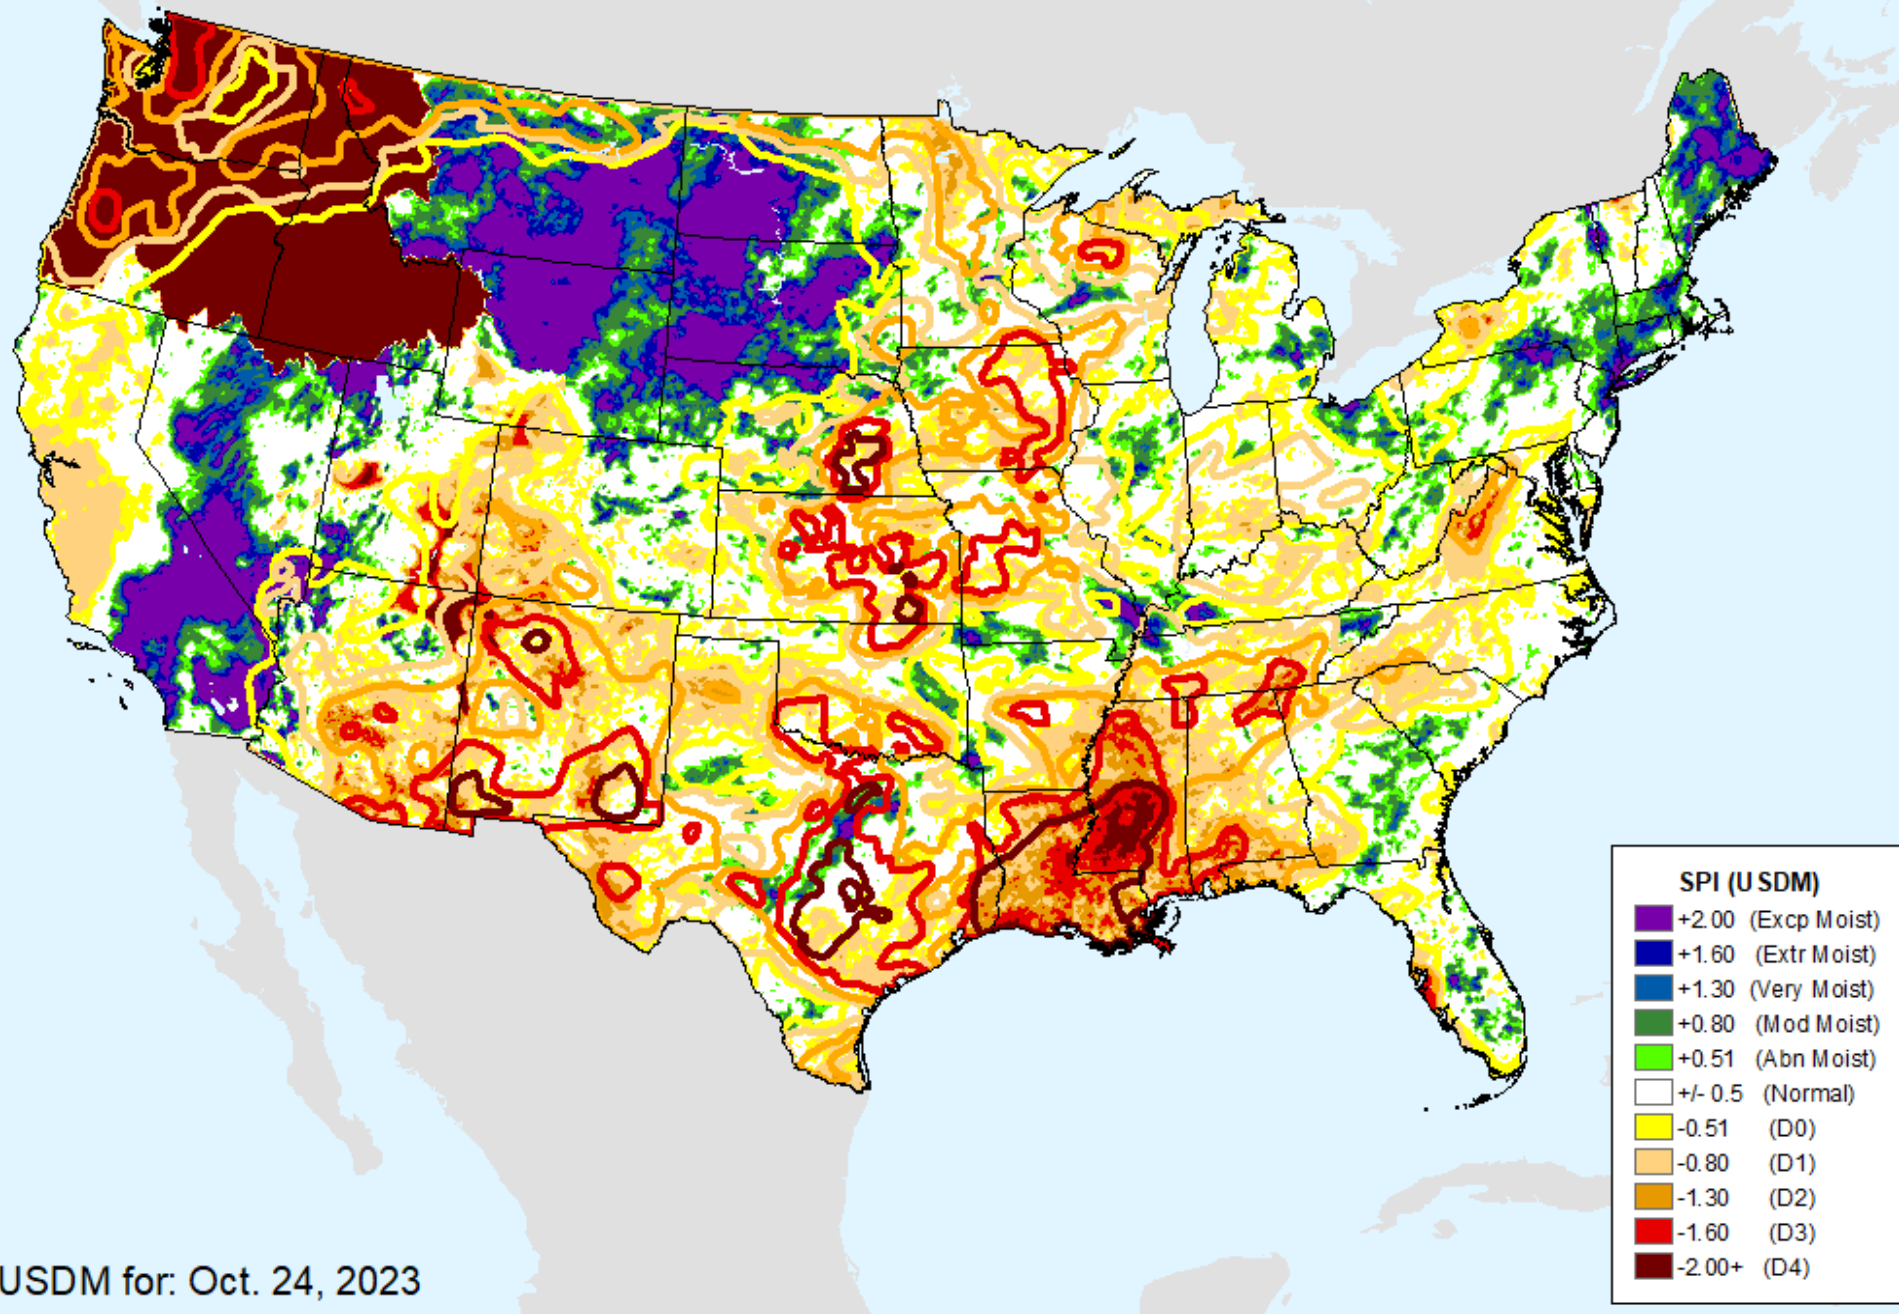 SPI (USDM)
+2.00 (Excp Moist)
+1.60 (Extr Moist)
+1.30 (Very Moist)
+0.80 (Mod Moist)
+0.51 (Abn Moist)
+/- 0.5 (Normal)
-0.51 (D0)
-0.80 (D1)
-1.30 (D2)
-1.60 (D3)
-2.00+ (D4)
USDM for: Oct. 24, 2023